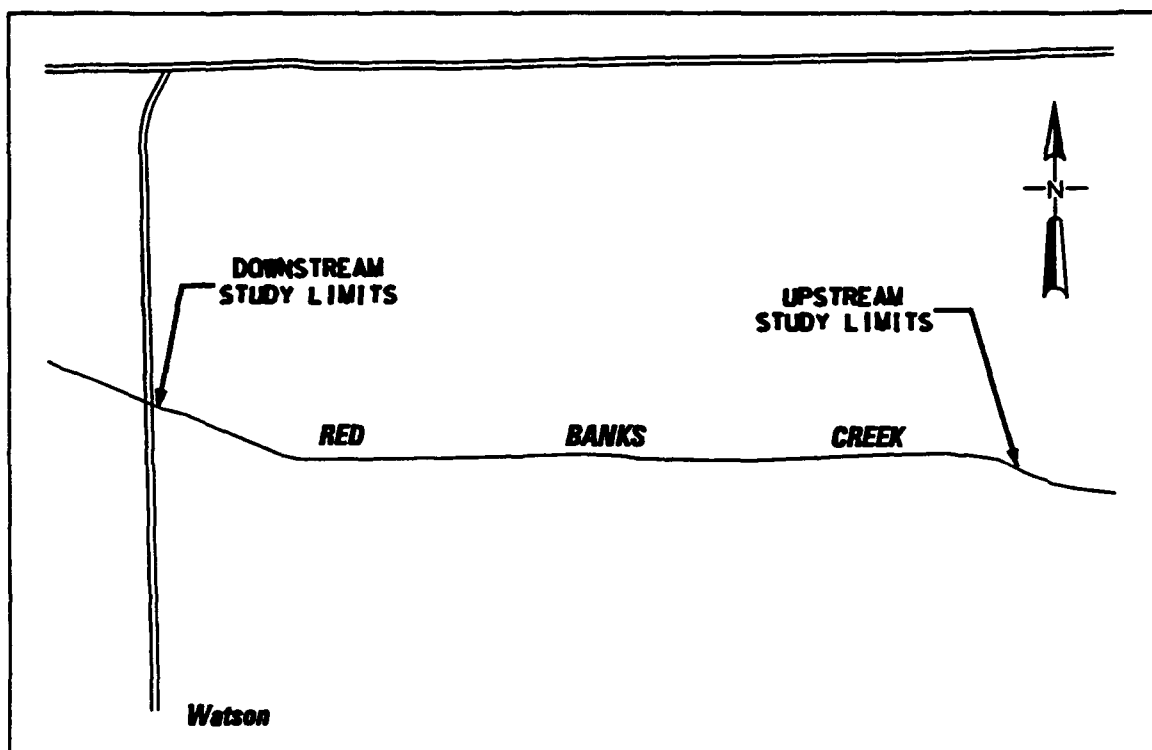 N
DOWNSTREAM
STUDY LIMITS
UPSTREAM
STUDY LIMITS
RED BANKS CREEK
Watson